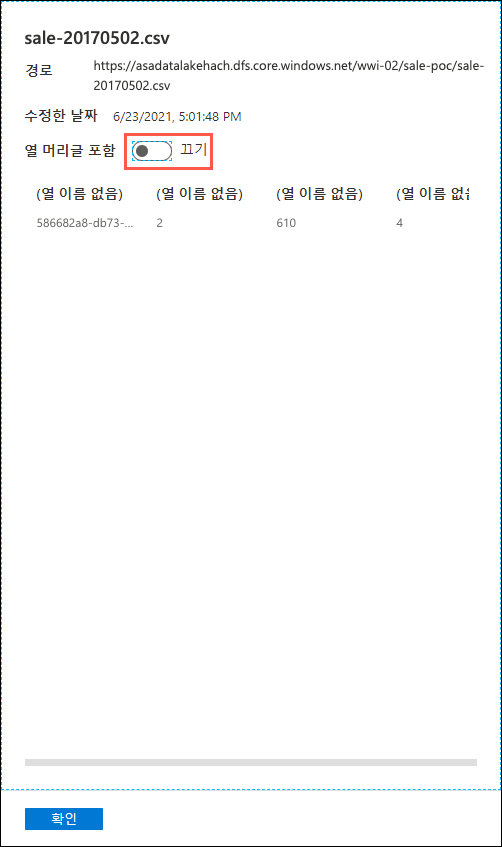 sale-20170502.csv
경로 https://asadatalakehach.dfs.core.windows.net/wwi-02/sale-poc/sale-
20170502.csv
수정한 날짜 6/23/2021, 5:01:48 PM
열 머리글 포함 끄기
(열 이름 없음) (열 이름 없음) (열 이름 없음) (열 이름 없
586682a8-db73-... 2 610 4
확인